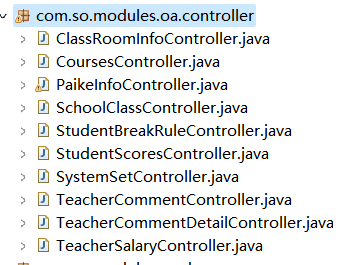 com.so.modules.oa.controller
ClassRoomInfoController.java
CoursesController.java
PaikeInfoController.java
SchoolClassController.java
StudentBreakRuleController.java
StudentScoresController.java
SystemSetController.java
TeacherCommentController.java
TeacherCommentDetailController.java
TeacherSalaryController.java